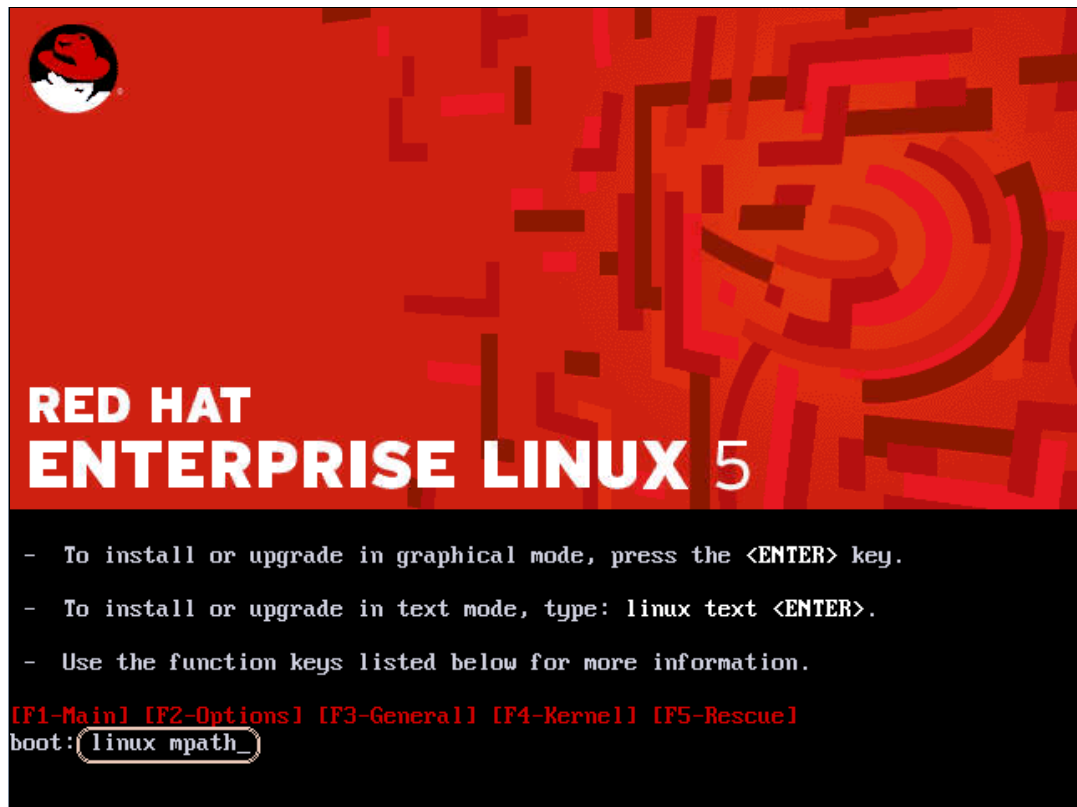 RED HAT
ENTERPRISE LINUX 5
- To install or upgrade in graphical mode, press the <ENTER> key.
- To install or upgrade in text mode, type: linux text <ENTER>.
- Use the function keys listed below for more information.
[F1-Main] [F2-Options] [F3-General] [F4-Kernel] [F5-Rescue]
boot: linux mpath_